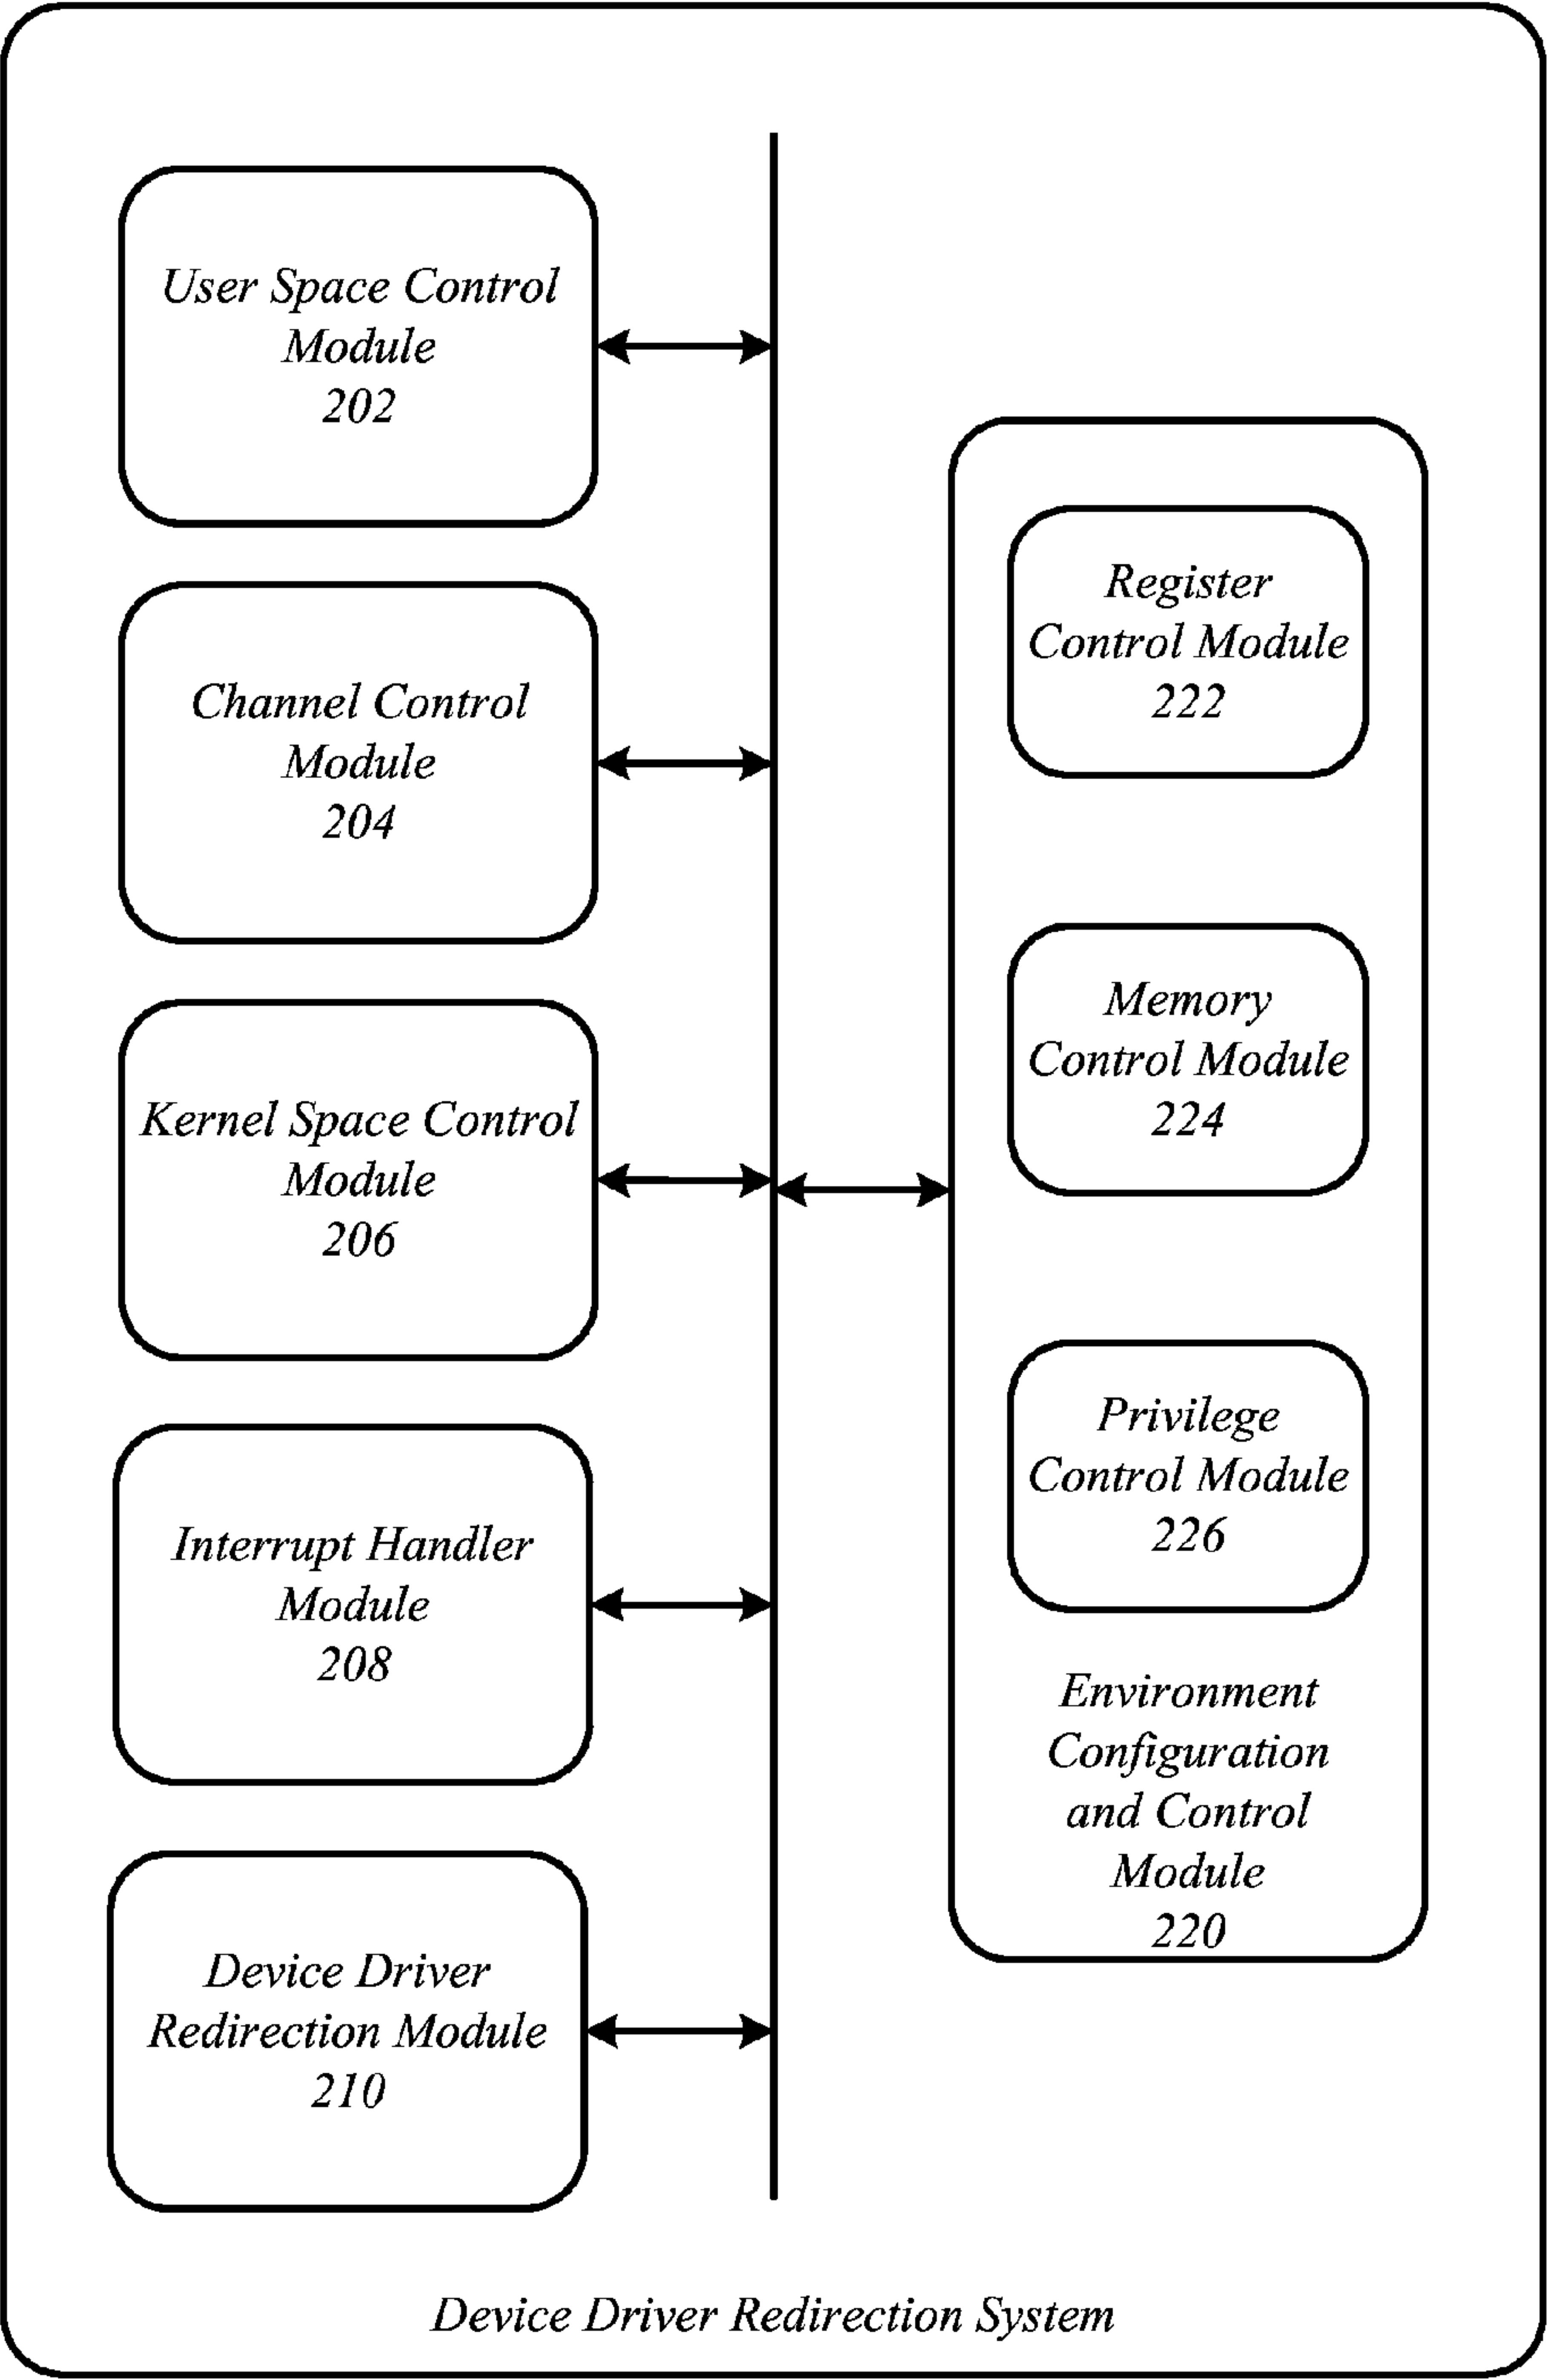 User Space Control
Module
202
Channel Control
Module
204
Kernel Space Control
Module
206
Interrupt Handler
Module
208
Device Driver
Redirection Module
210
Register
Control Module
222
Memory
Control Module
224
Privilege
Control Module
226
Environment
Configuration
and Control
Module
220
Device Driver Redirection System